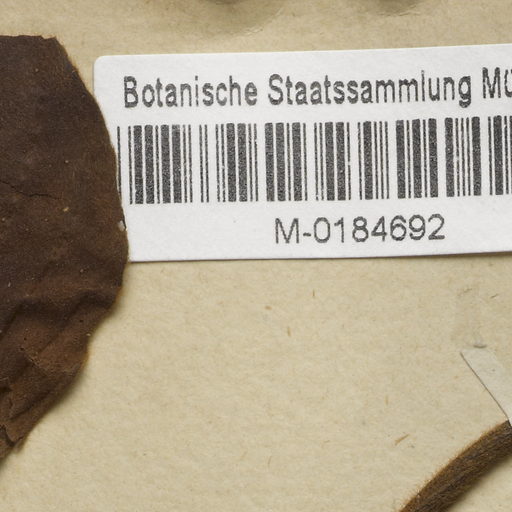 Botanische Staatssammlung Mü
M-0184692